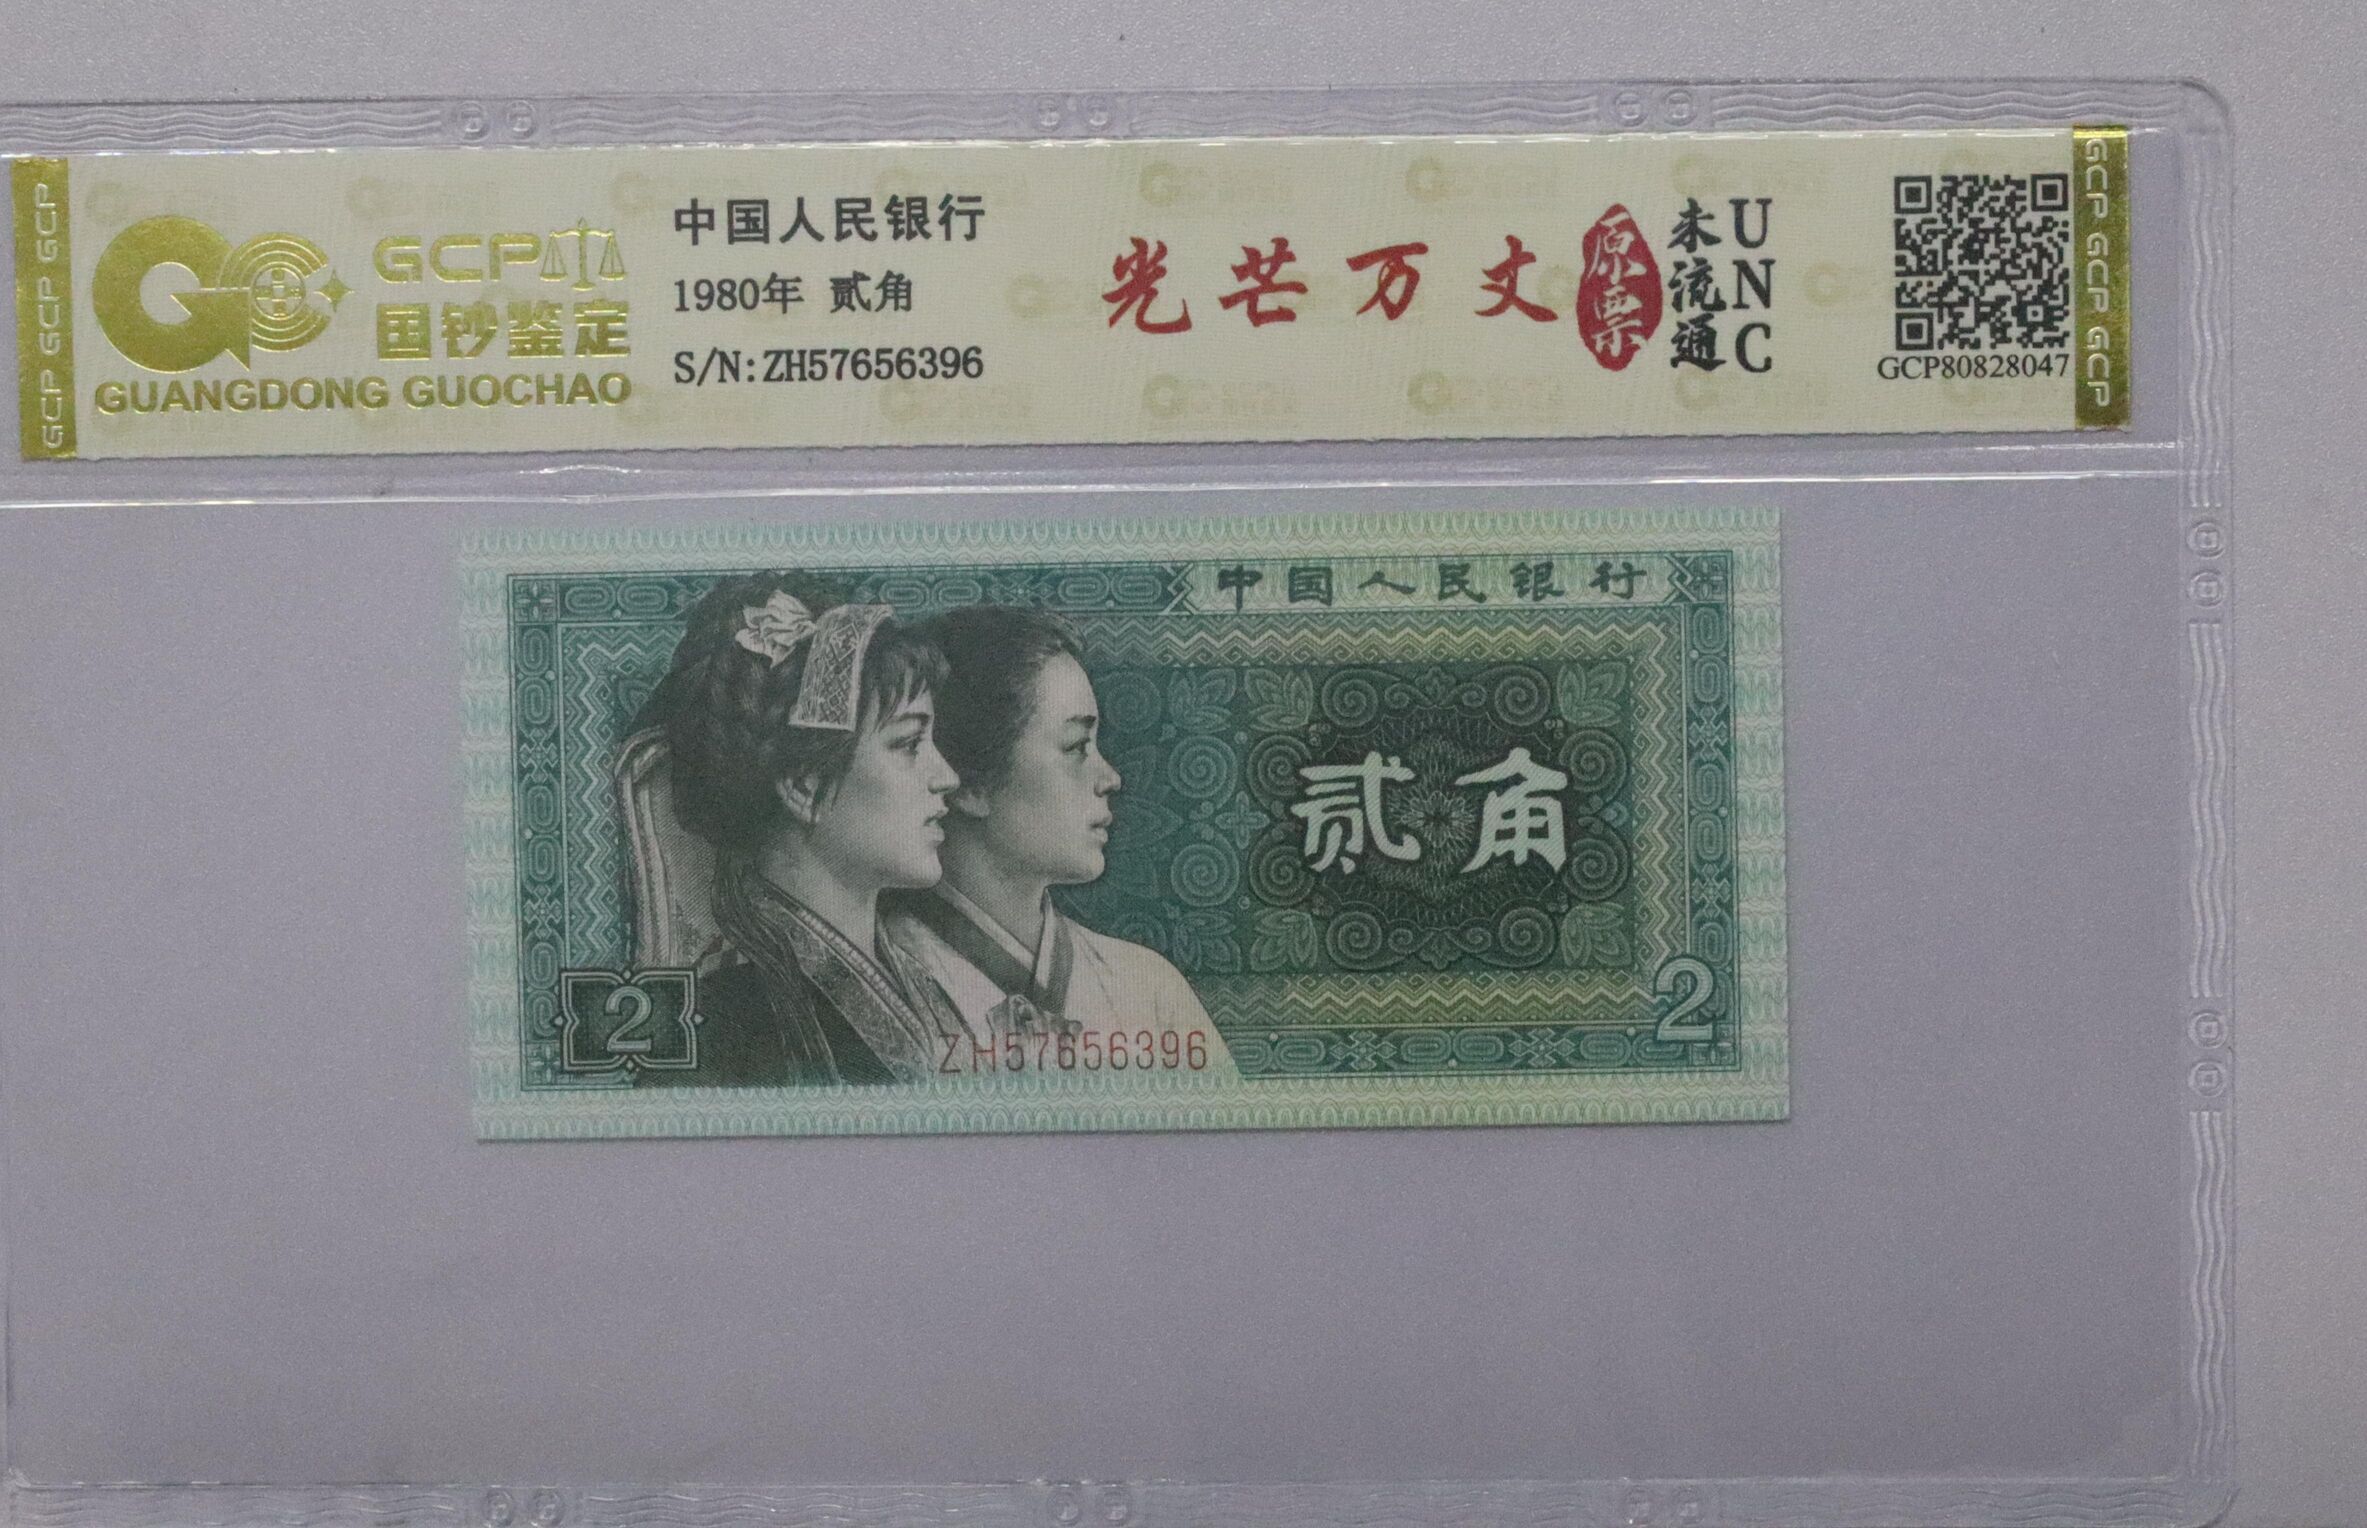 GCP GCP GCP
GCP
国钞鉴定
GUANGDONG GUOCHAO
中国人民银行
1980年 贰角
S/N:ZH57656396
光芒万丈
原票
未流通
UNC
GCP80828047
GCP GCP GCP
中国人民银行
贰角
2
2
ZH57656396